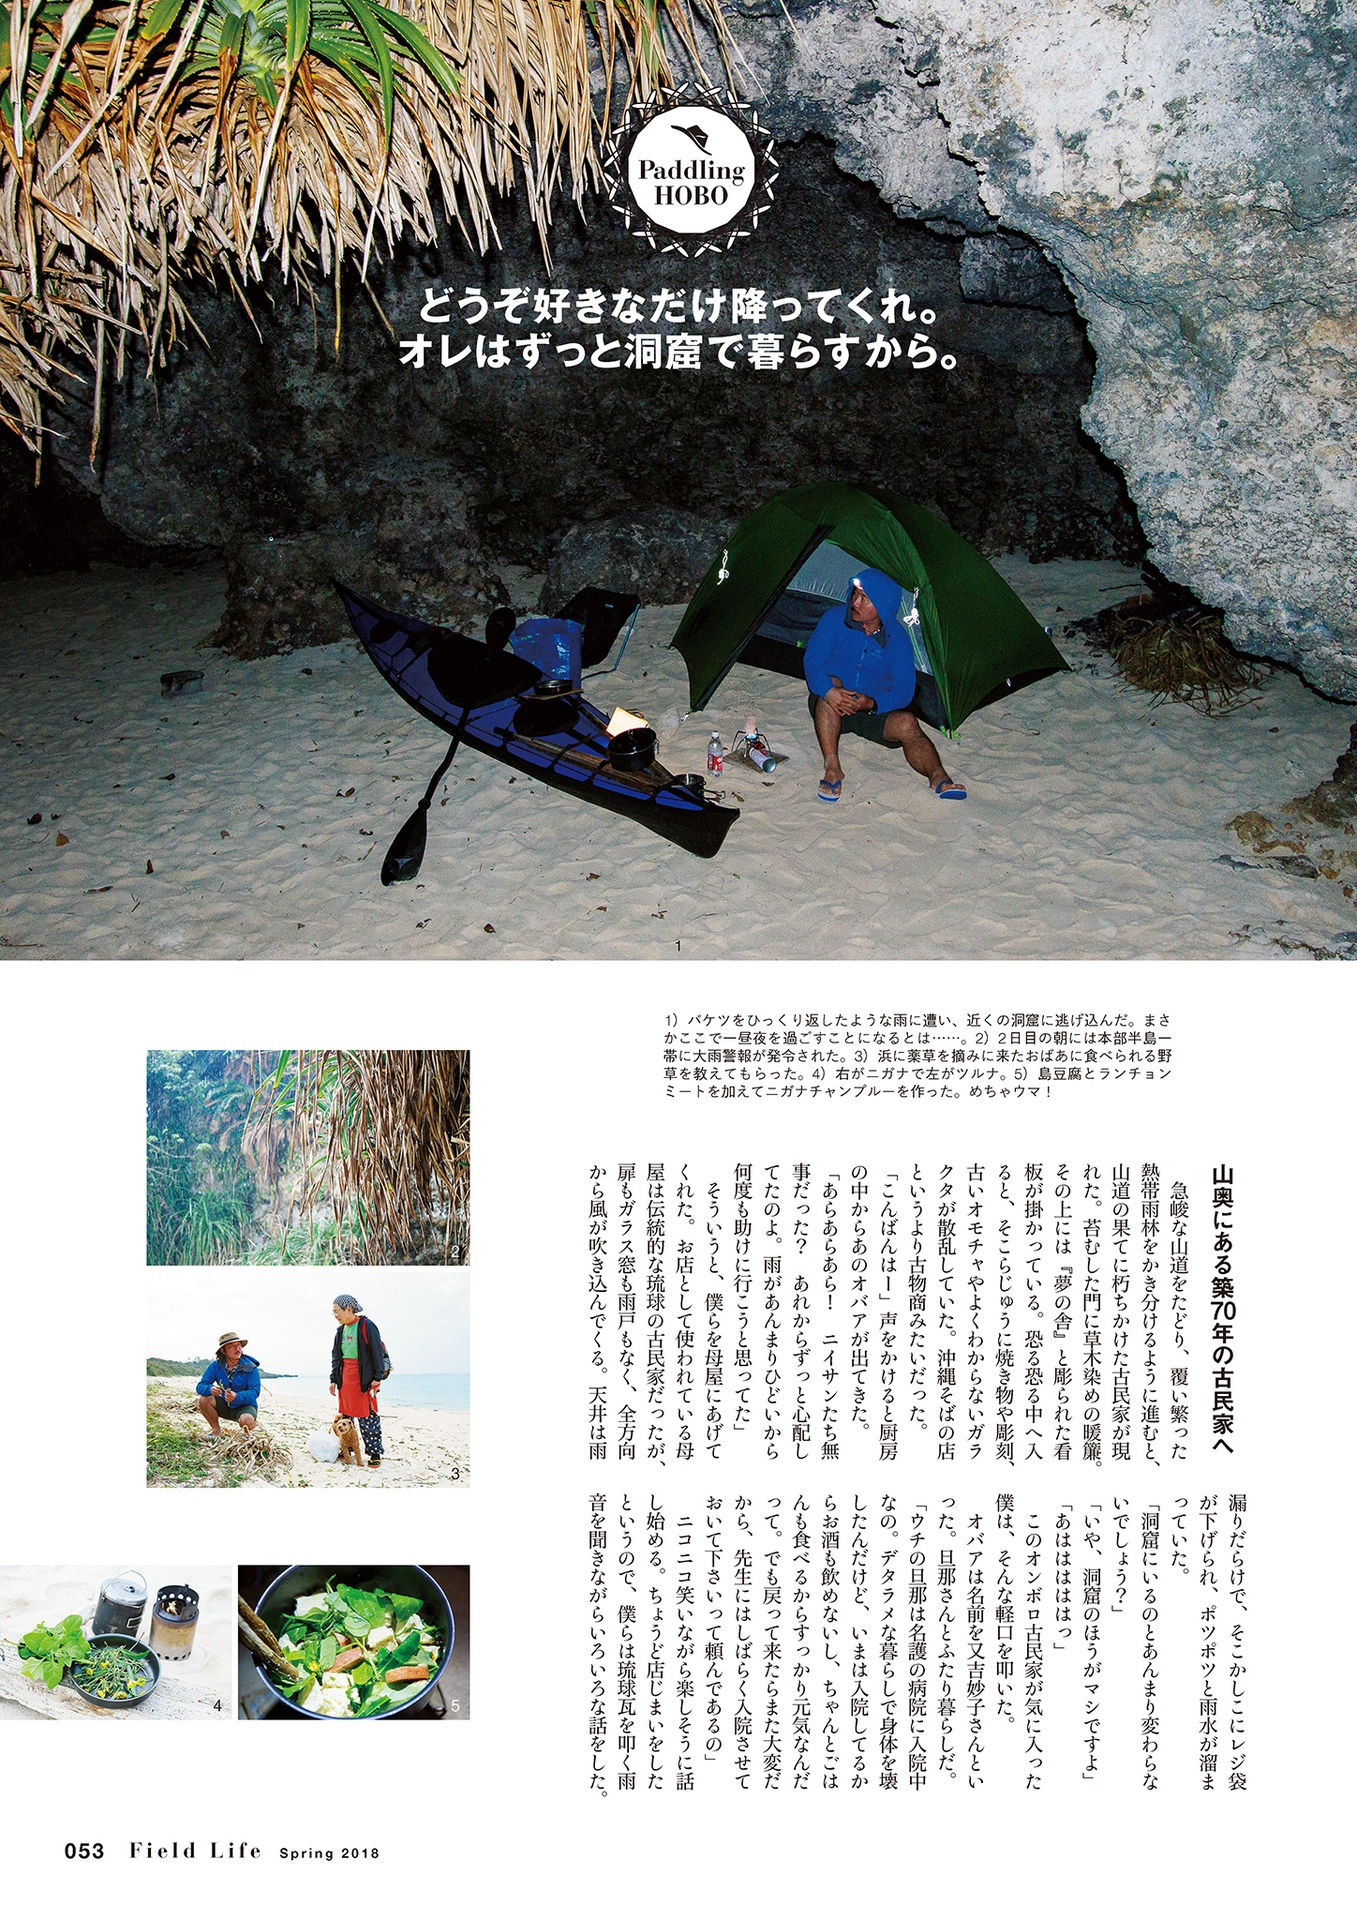 Paddling
HOBO
どうぞ好きなだけ降ってくれ。
オレはずっと洞窟で暮らすから。
1
1）バケツをひっくり返したような雨に遭い、近くの洞窟に逃げ込んだ。まさ
かここで一昼夜を過ごすことになるとは……。2）2日目の朝には本部半島一
帯に大雨警報が発令された。3）浜に薬草を摘みに来たおばあに食べられる野
草を教えてもらった。4）右がニガナで左がツルナ。5）島豆腐とランチョン
ミートを加えてニガナチャンプルーを作った。めちゃウマ！
2
3
4
5
山奥にある築70年の古民家へ
急峻な山道をたどり、覆い繁った
熱帯雨林をかき分けるように進むと、
山道の果てに朽ちかけた古民家が現
れた。苔むした門に草木染めの暖簾。
その上には『夢の舎』と彫られた看
板が掛かっている。恐る恐る中へ入
ると、そこらじゅうに焼き物や彫刻、
古いオモチャやよくわからないガラ
クタが散乱していた。沖縄そばの店
というより古物商みたいだった。
「こんばんはー」声をかけると厨房
の中からあのオバアが出てきた。
「あらあらあら！　ニイサンたち無
事だった？　あれからずっと心配し
てたのよ。雨があんまりひどいから
何度も助けに行こうと思ってた」
そういうと、僕らを母屋にあげて
くれた。お店として使われている母
屋は伝統的な琉球の古民家だったが、
扉もガラス窓も雨戸もなく、全方向
から風が吹き込んでくる。天井は雨
漏りだらけで、そこかしこにレジ袋
が下げられ、ポツポツと雨水が溜ま
っていた。
「洞窟にいるのとあんまり変わらな
いでしょう？」
「いや、洞窟のほうがマシですよ」
「あはははははっ」
このオンボロ古民家が気に入った
僕は、そんな軽口を叩いた。
オバアは名前を又吉妙子さんとい
った。旦那さんとふたり暮らしだ。
「ウチの旦那は名護の病院に入院中
なの。デタラメな暮らしで身体を壊
したんだけど、いまは入院してるか
らお酒も飲めないし、ちゃんとごは
んも食べるからすっかり元気なんだ
って。でも戻って来たらまた大変だ
から、先生にはしばらく入院させて
おいて下さいって頼んであるの」
ニコニコ笑いながら楽しそうに話
し始める。ちょうど店じまいをした
というので、僕らは琉球瓦を叩く雨
音を聞きながらいろいろな話をした。
053 Field Life Spring 2018